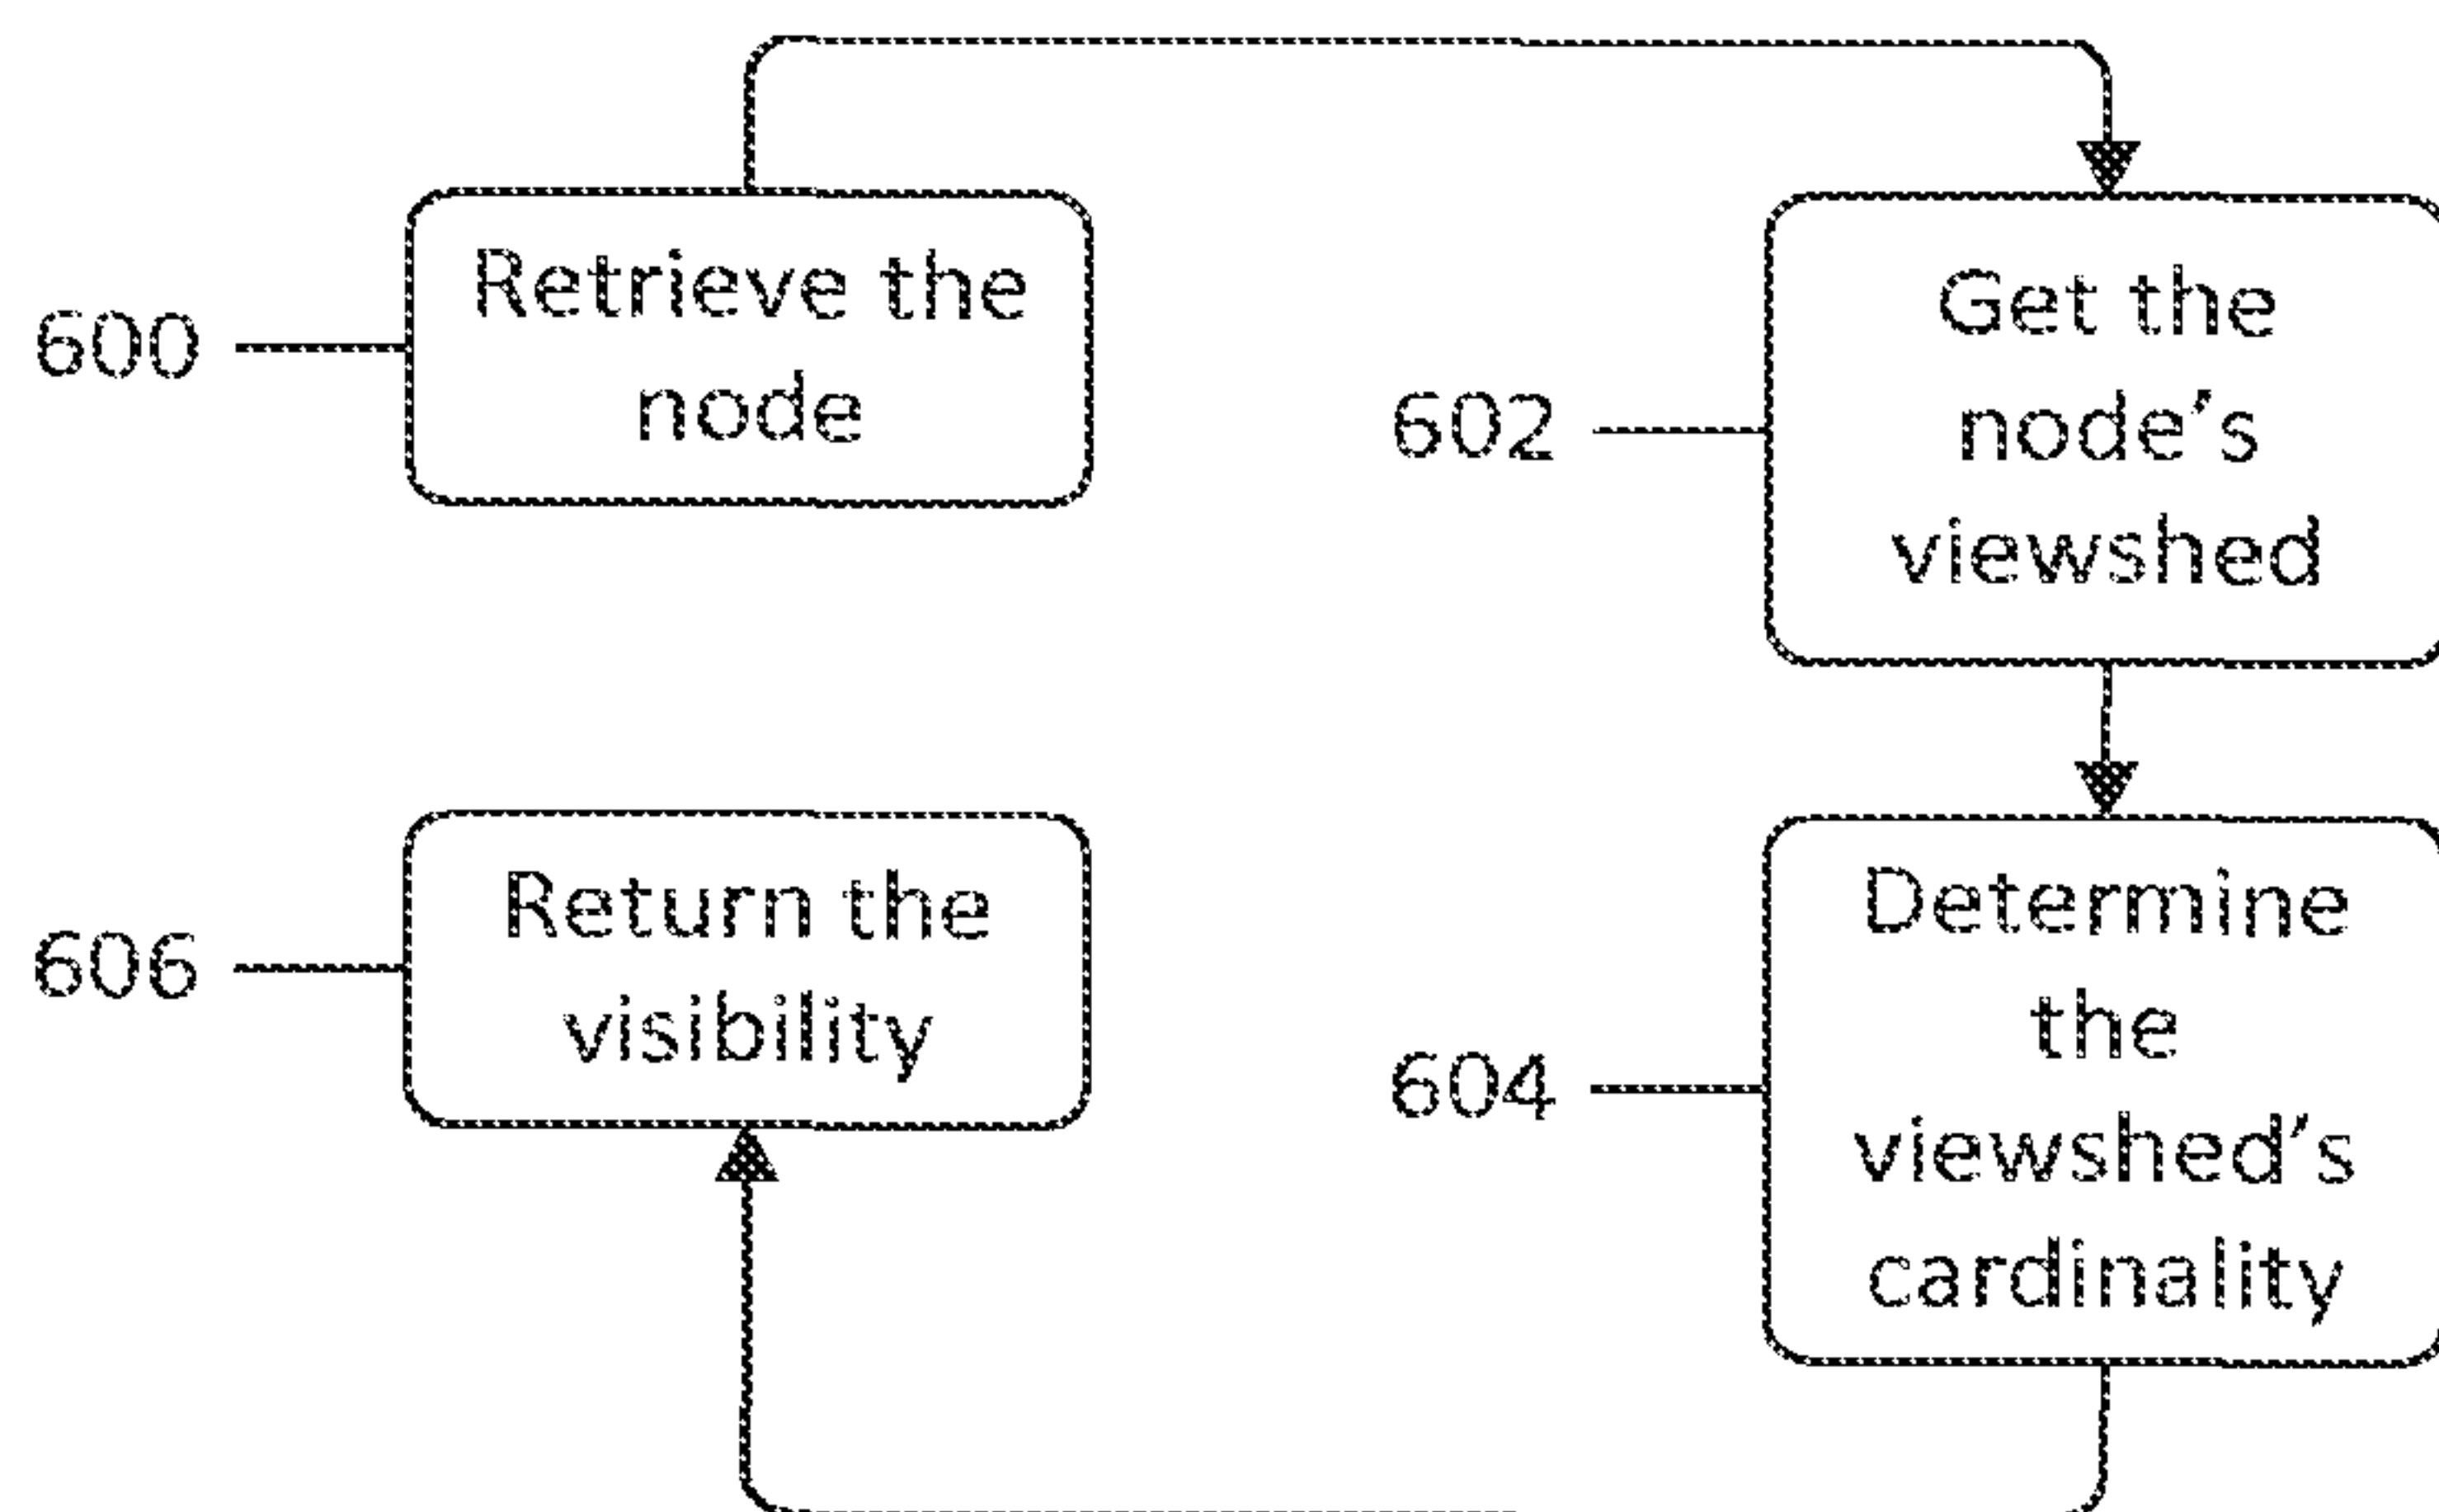 600
Retrieve the
node
602
Get the
node's
viewshed
604
Determine
the
viewshed's
cardinality
606
Return the
visibility